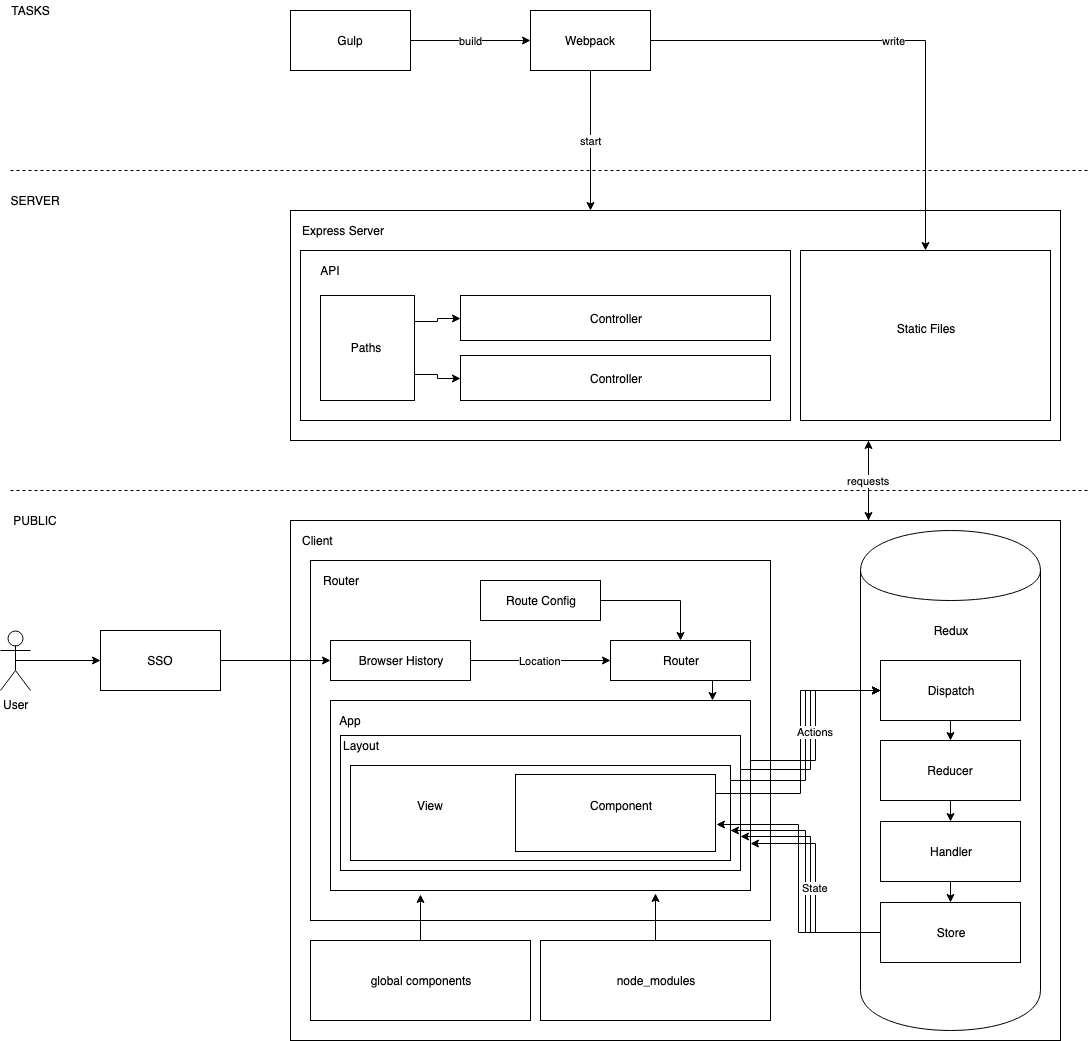 TASKS
Gulp
build
Webpack
write
start
SERVER
Express Server
API
Paths
Controller
Controller
Static Files
requests
PUBLIC
Client
Router
Route Config
Redux
User
SSO
Browser History
Location
Router
Dispatch
App
Actions
Layout
View
Component
Reducer
Handler
State
Store
global components
node_modules